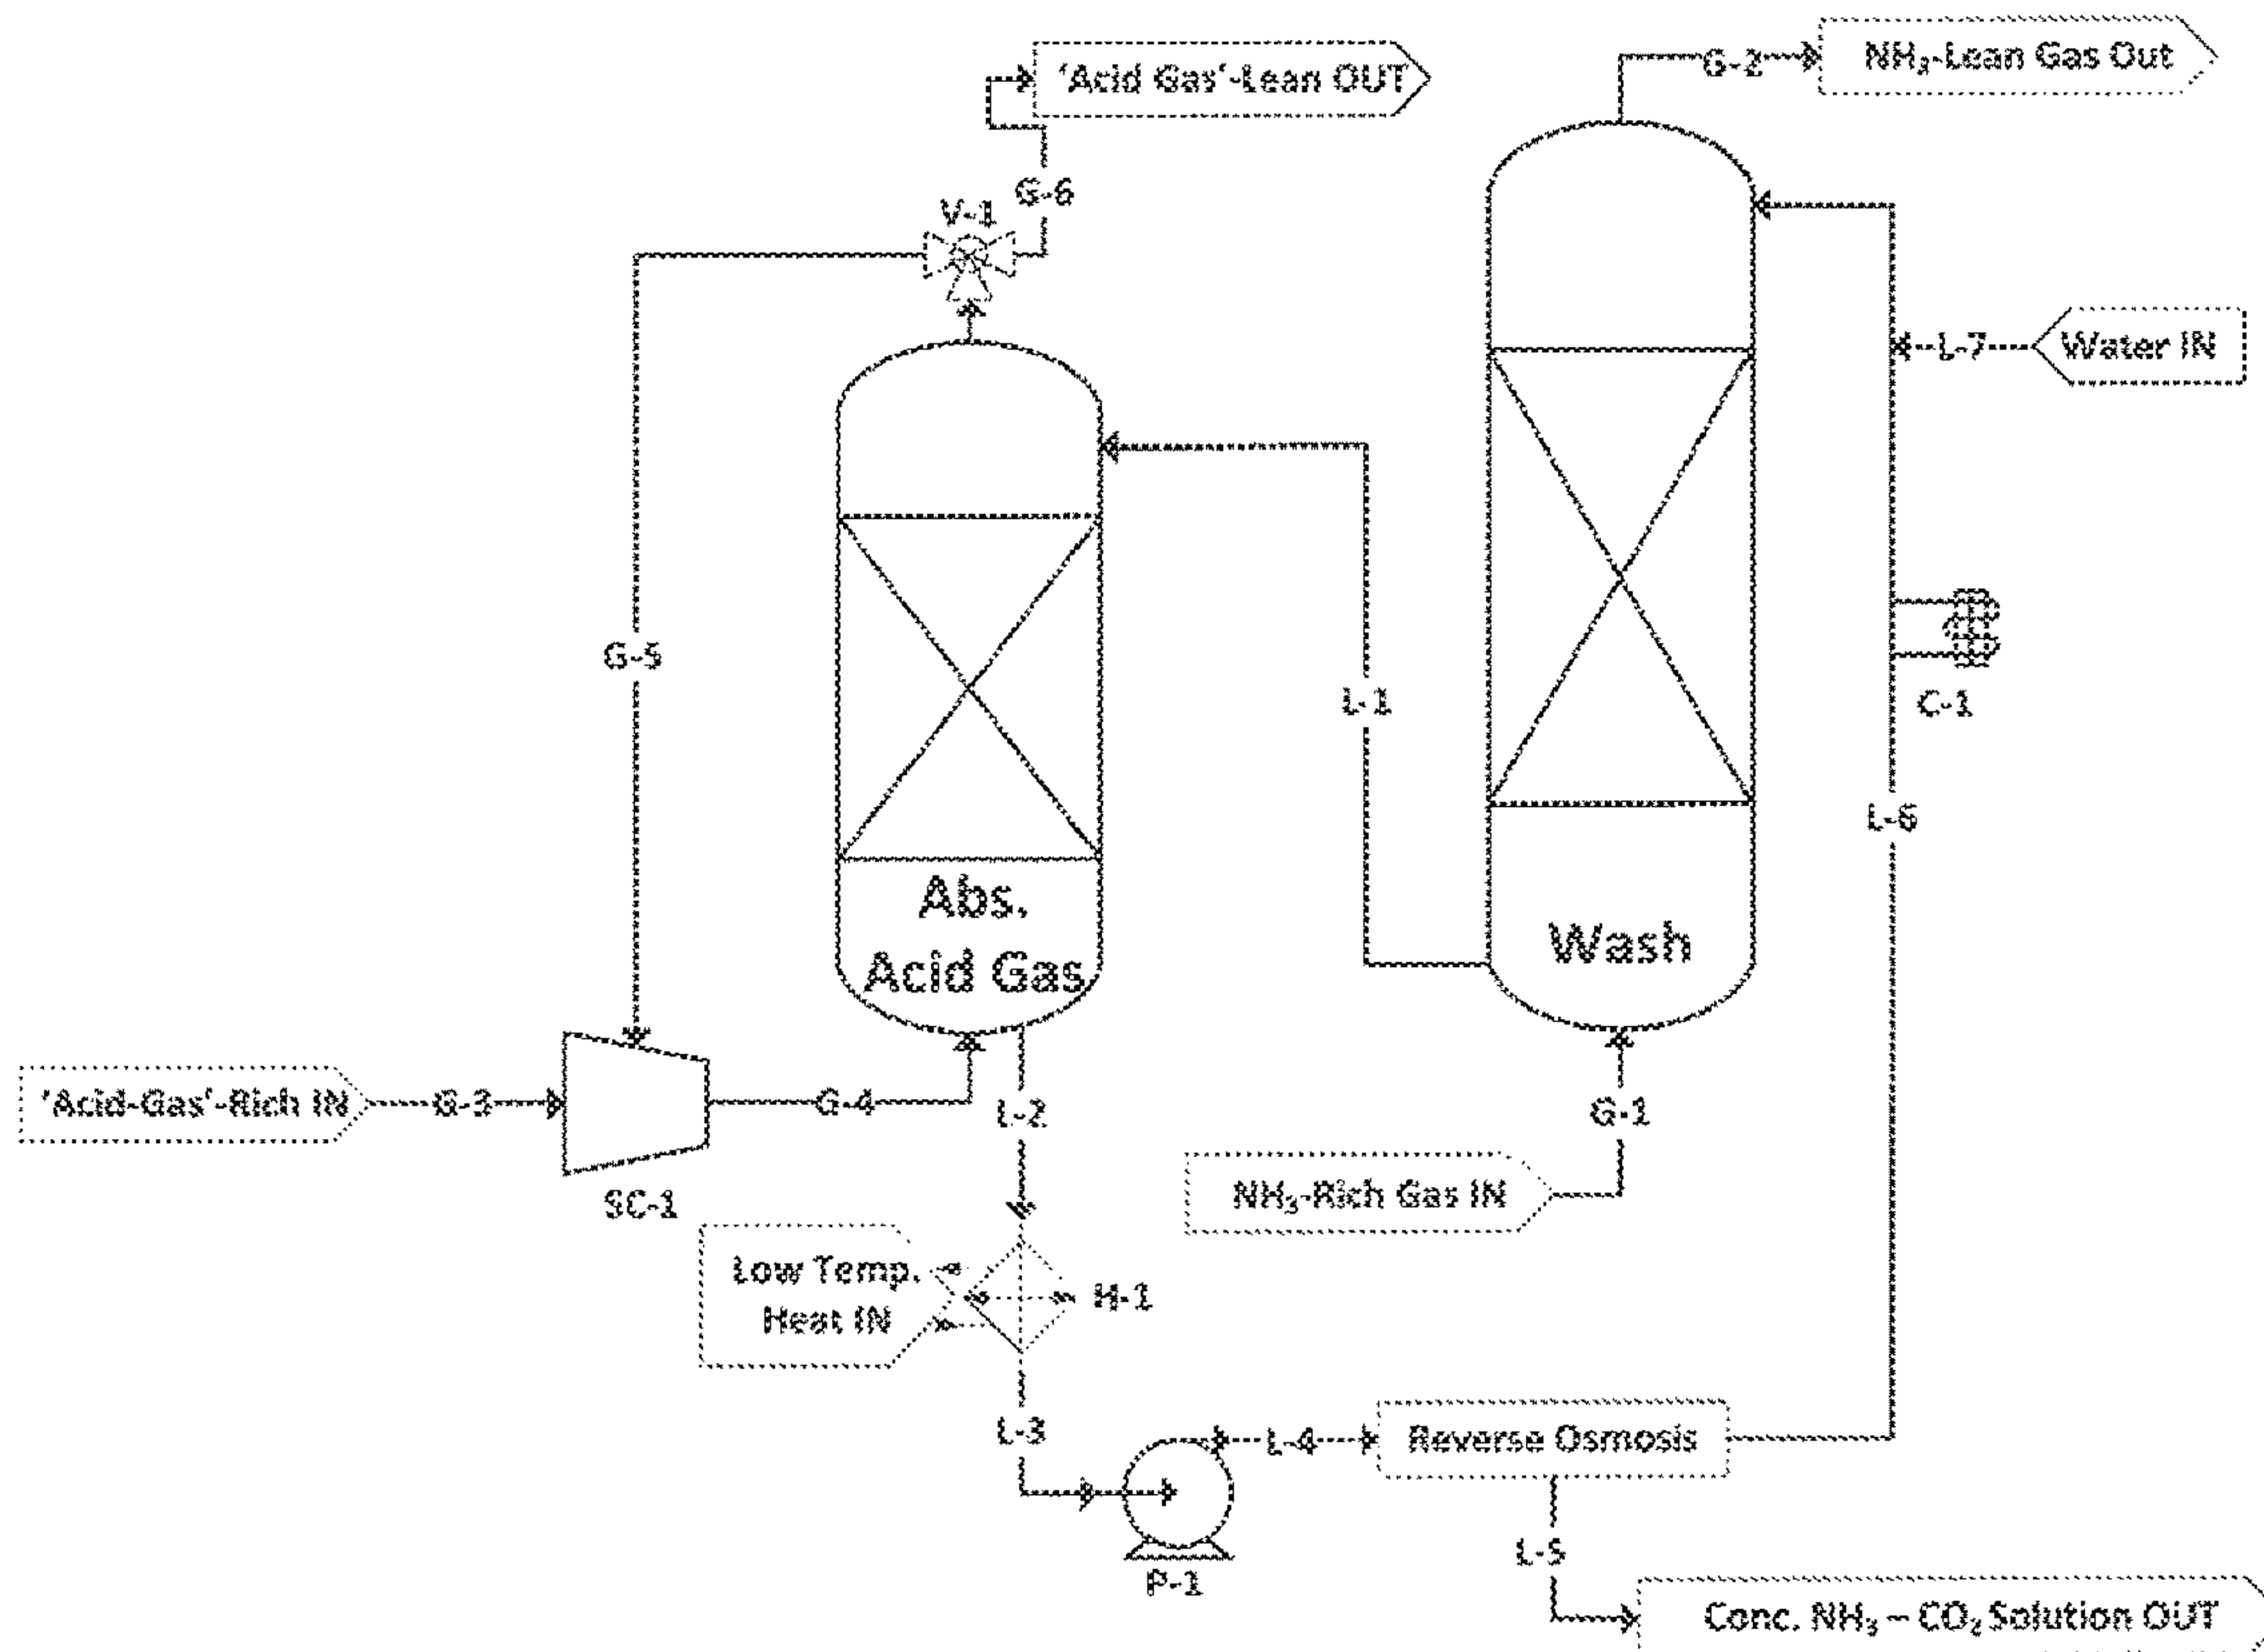 'Acid Gas'-Lean OUT
G-2
NH₃-Lean Gas Out
G-6
V-1
L-7
Water IN
G-5
L-1
C-1
L-6
Abs.
Acid Gas
Wash
'Acid-Gas'-Rich IN
G-3
G-4
L-2
G-1
SC-1
NH₃-Rich Gas IN
Low Temp.
Heat IN
H-1
L-3
L-4
Reverse Osmosis
L-5
P-1
Conc. NH₃ – CO₂ Solution OUT